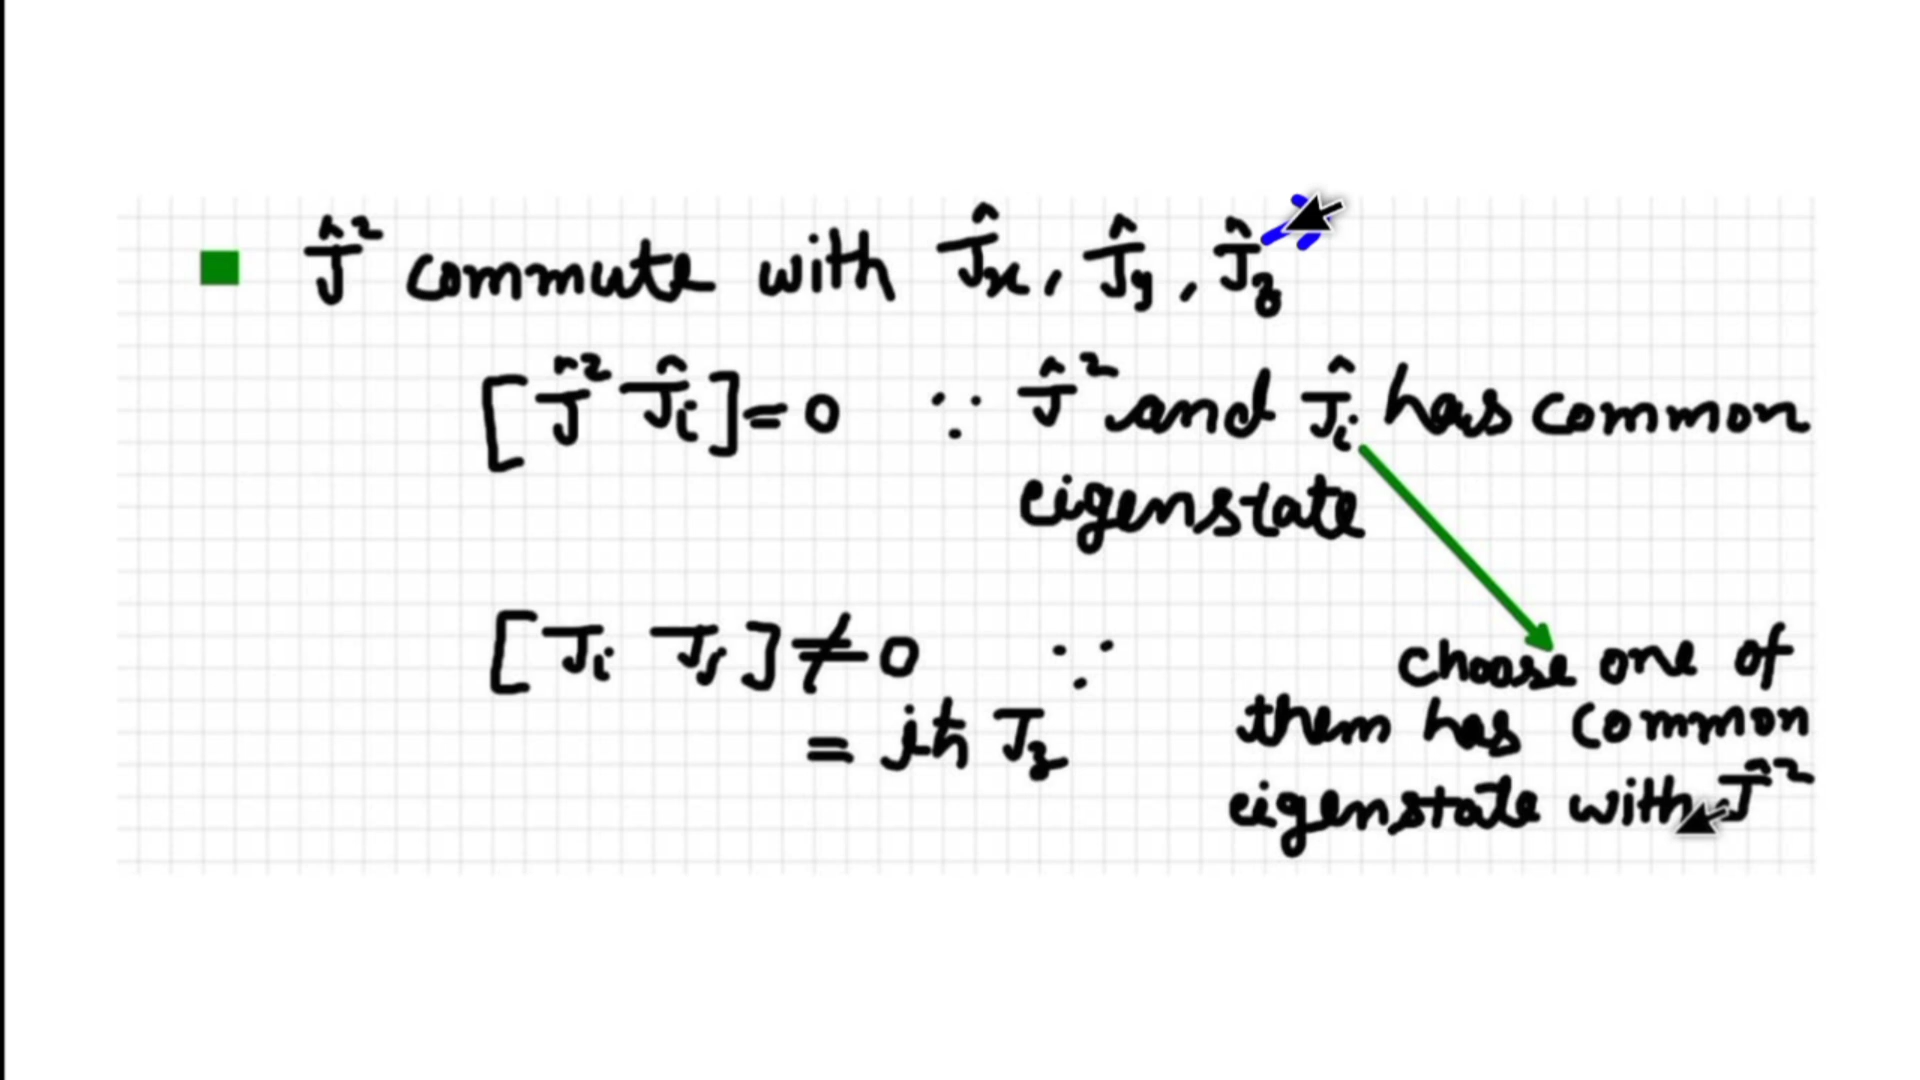 Ĵ² commute with Ĵx, Ĵy, Ĵz
[Ĵ² Ĵi] = 0 ∵ Ĵ² and Ĵi has common
eigenstate
[Ji Jj] ≠ 0 ∵ choose one of
= iħ Jz them has common
eigenstate with Ĵ²